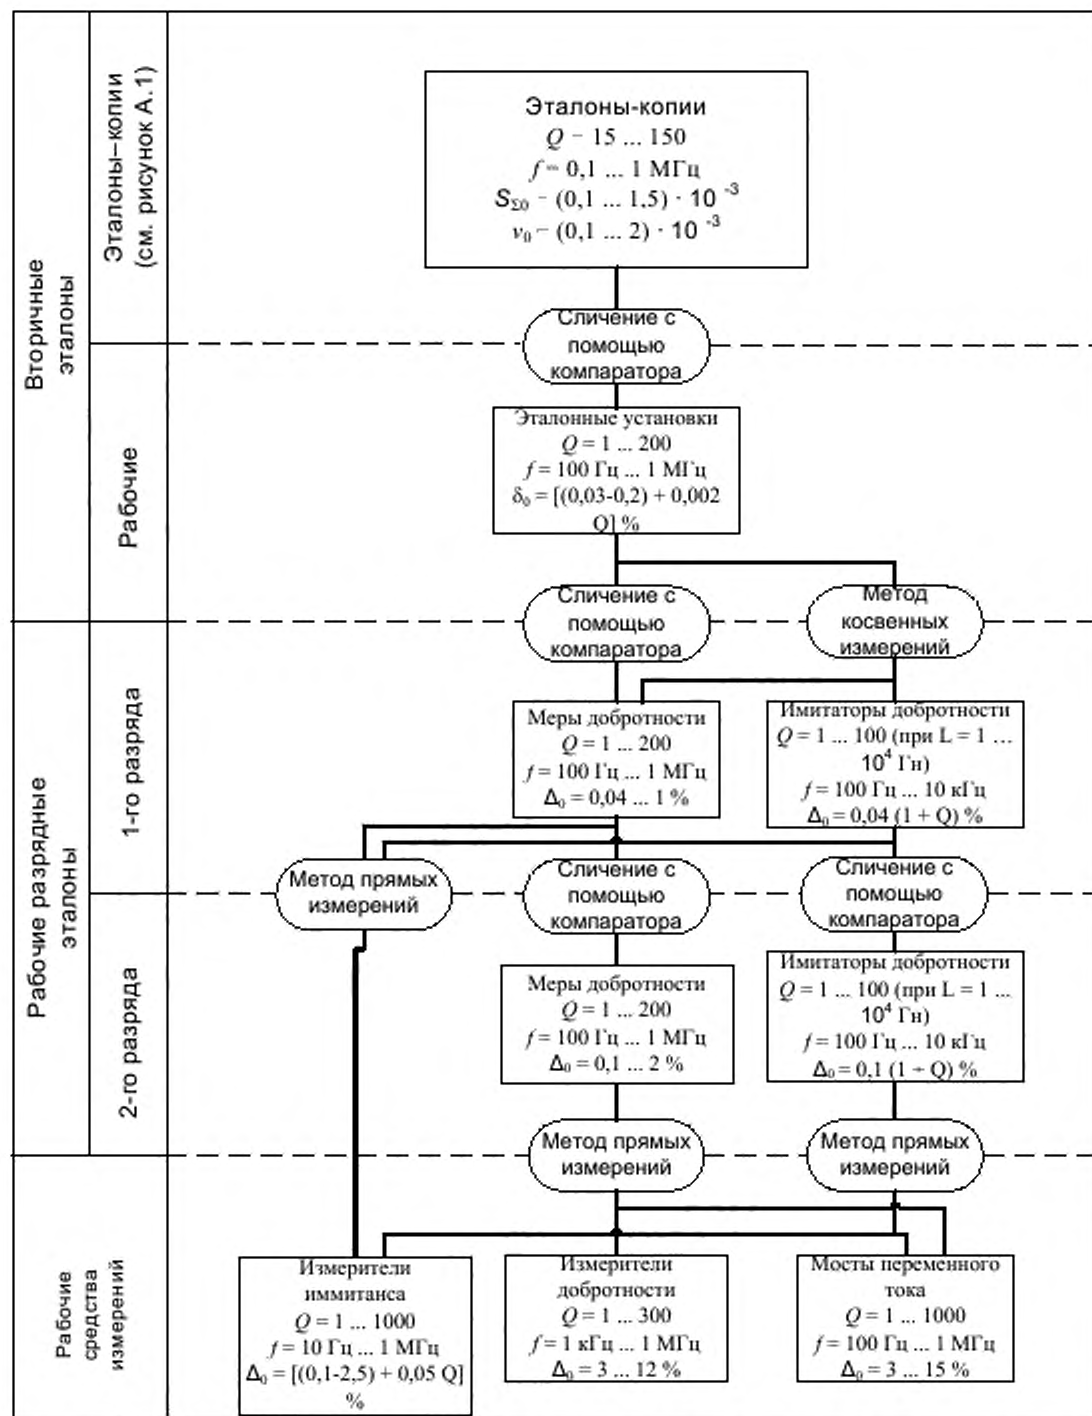 Вторичные
эталоны
Эталоны–копии
(см. рисунок А.1)
Эталоны-копии
Q – 15 ... 150
f – 0,1 ... 1 МГц
S_Σ0 – (0,1 ... 1,5) · 10 ⁻³
ν₀ – (0,1 ... 2) · 10 ⁻³
Сличение с
помощью
компаратора
Рабочие
Эталонные установки
Q = 1 ... 200
f = 100 Гц ... 1 МГц
δ₀ = [(0,03-0,2) + 0,002
Q] %
Сличение с
помощью
компаратора
Метод
косвенных
измерений
Рабочие разрядные
эталоны
1-го разряда
Меры добротности
Q = 1 ... 200
f = 100 Гц ... 1 МГц
Δ₀ = 0,04 ... 1 %
Имитаторы добротности
Q = 1 ... 100 (при L = 1 ...
10⁴ Гн)
f = 100 Гц ... 10 кГц
Δ₀ = 0,04 (1 + Q) %
Метод прямых
измерений
Сличение с
помощью
компаратора
Сличение с
помощью
компаратора
2-го разряда
Меры добротности
Q = 1 ... 200
f = 100 Гц ... 1 МГц
Δ₀ = 0,1 ... 2 %
Имитаторы добротности
Q = 1 ... 100 (при L = 1 ...
10⁴ Гн)
f = 100 Гц ... 10 кГц
Δ₀ = 0,1 (1 + Q) %
Метод прямых
измерений
Метод прямых
измерений
Рабочие
средства
измерений
Измерители
иммитанса
Q = 1 ... 1000
f = 10 Гц ... 1 МГц
Δ₀ = [(0,1-2,5) + 0,05 Q]
%
Измерители
добротности
Q = 1 ... 300
f = 1 кГц ... 1 МГц
Δ₀ = 3 ... 12 %
Мосты переменного
тока
Q = 1 ... 1000
f = 100 Гц ... 1 МГц
Δ₀ = 3 ... 15 %